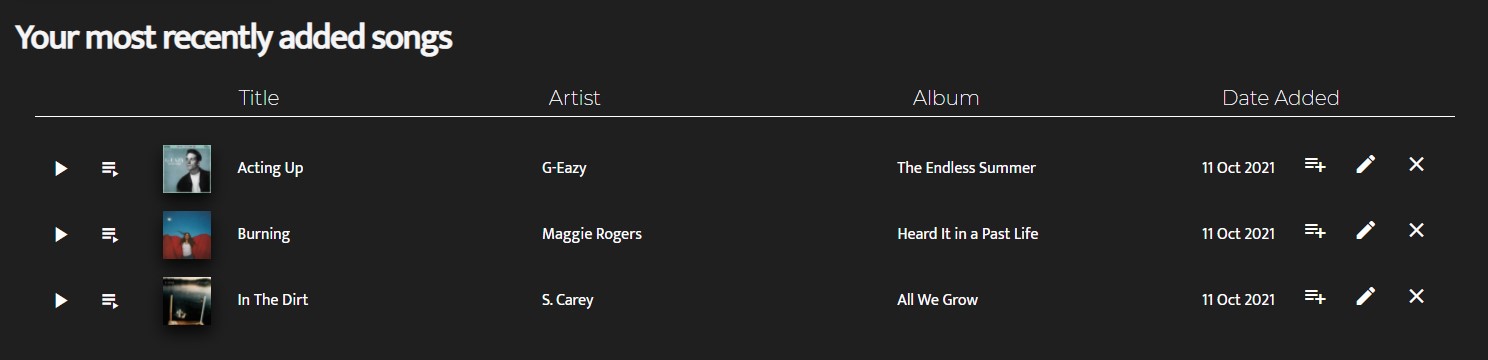 Your most recently added songs
Title Artist Album Date Added
Acting Up G-Eazy The Endless Summer 11 Oct 2021
Burning Maggie Rogers Heard It in a Past Life 11 Oct 2021
In The Dirt S. Carey All We Grow 11 Oct 2021